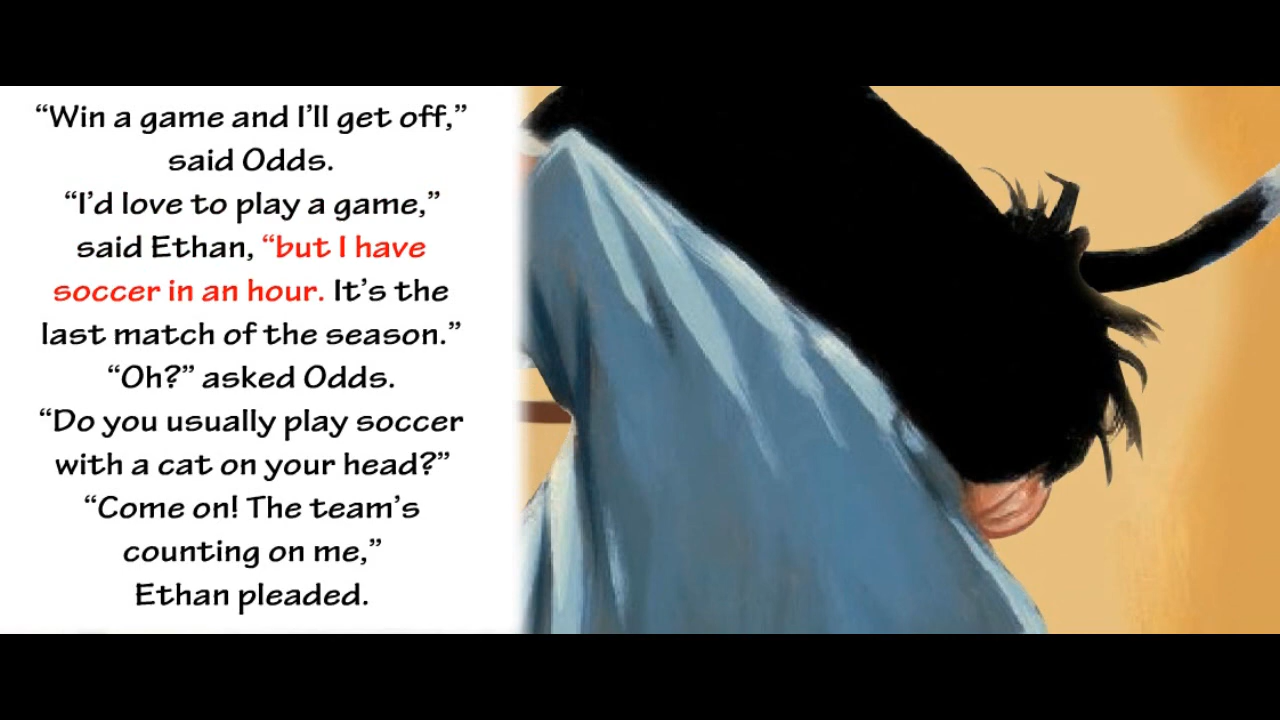 “Win a game and I’ll get off,”
said Odds.
“I’d love to play a game,”
said Ethan, “but I have
soccer in an hour. It’s the
last match of the season.”
“Oh?” asked Odds.
“Do you usually play soccer
with a cat on your head?”
“Come on! The team’s
counting on me,”
Ethan pleaded.